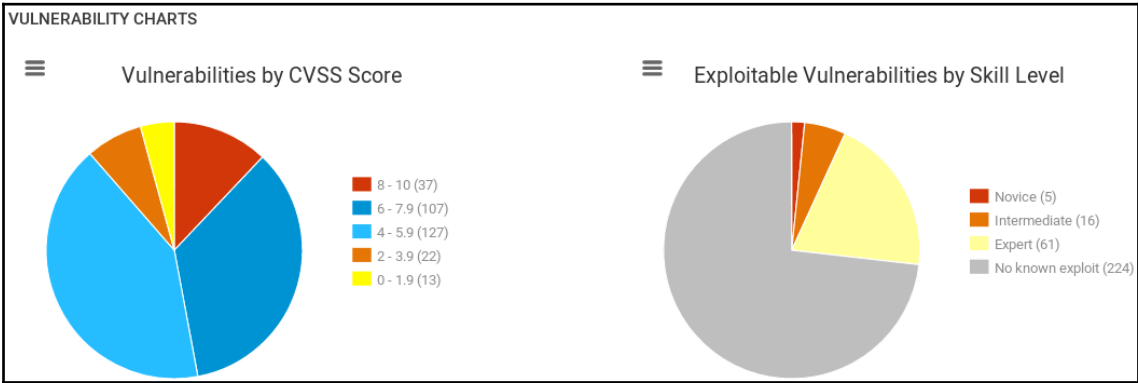 VULNERABILITY CHARTS
Vulnerabilities by CVSS Score
8 - 10 (37)
6 - 7.9 (107)
4 - 5.9 (127)
2 - 3.9 (22)
0 - 1.9 (13)
Exploitable Vulnerabilities by Skill Level
Novice (5)
Intermediate (16)
Expert (61)
No known exploit (224)